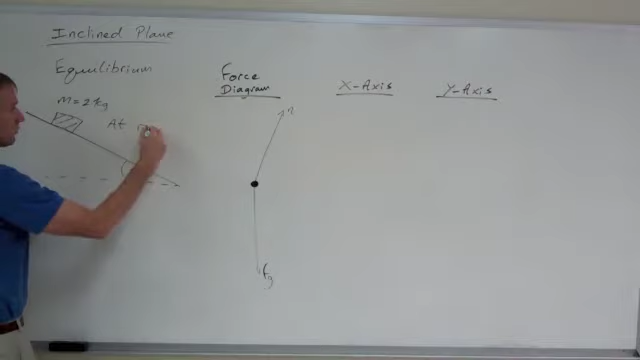 Inclined Plane
Equilibrium
m = 2 kg
At
Force
Diagram
X-Axis
Y-Axis
n
Fg